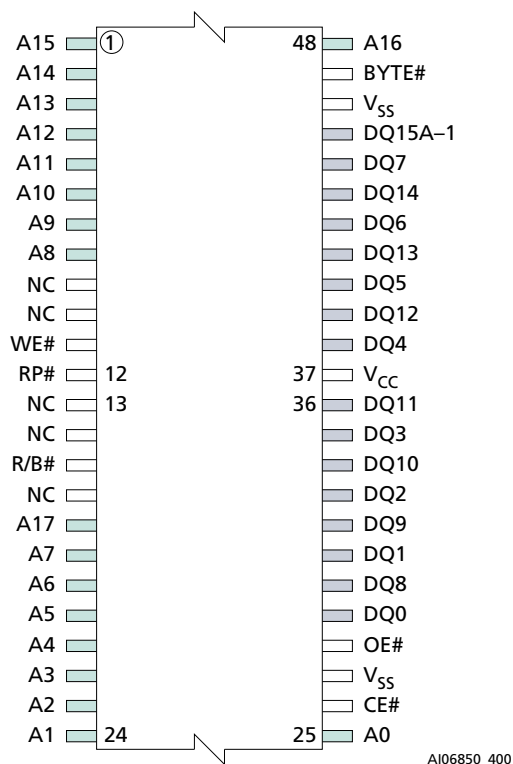 A15 1 48 A16
A14 BYTE#
A13 VSS
A12 DQ15A–1
A11 DQ7
A10 DQ14
A9 DQ6
A8 DQ13
NC DQ5
NC DQ12
WE# DQ4
RP# 12 37 VCC
NC 13 36 DQ11
NC DQ3
R/B# DQ10
NC DQ2
A17 DQ9
A7 DQ1
A6 DQ8
A5 DQ0
A4 OE#
A3 VSS
A2 CE#
A1 24 25 A0
AI06850_400